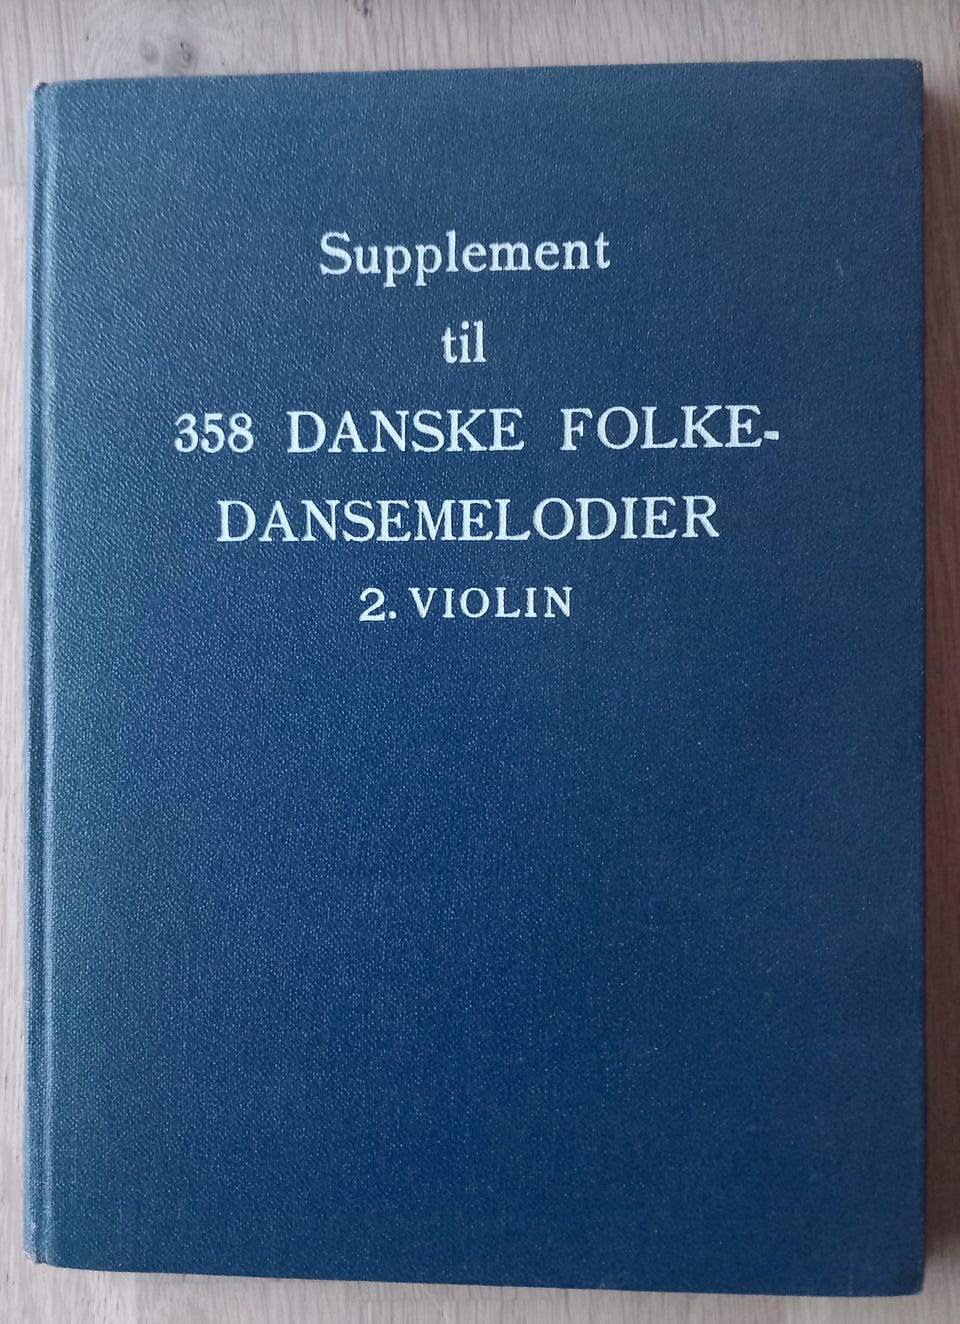 Supplement
til
358 DANSKE FOLKE-
DANSEMELODIER
2. VIOLIN